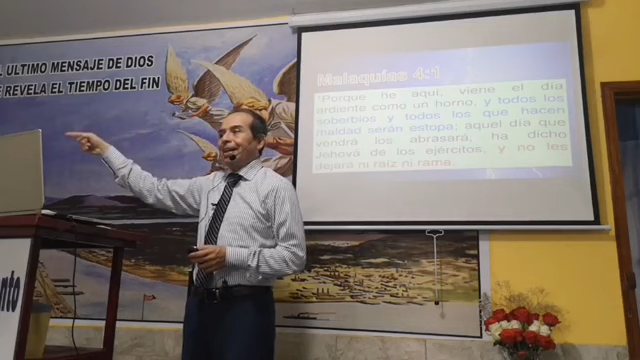 L ULTIMO MENSAJE DE DIOS
E REVELA EL TIEMPO DEL FIN
Malaquías 4:1
"Porque he aquí, viene el día
ardiente como un horno, y todos los
soberbios y todos los que hacen
maldad serán estopa; aquel día que
vendrá los abrasará, ha dicho
Jehová de los ejércitos, y no les
dejará ni raíz ni rama.
nto